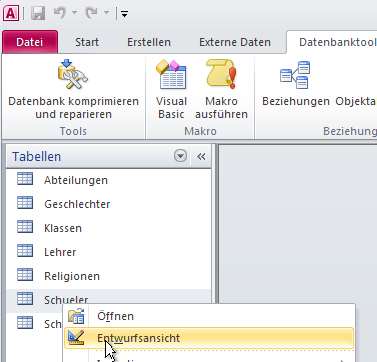 Datei Start Erstellen Externe Daten Datenbanktool
Datenbank komprimieren
und reparieren
Visual
Basic
Makro
ausführen
Beziehungen Objekta
Tools Makro Beziehung
Tabellen
Abteilungen
Geschlechter
Klassen
Lehrer
Religionen
Schueler
Sch
Öffnen
Entwurfsansicht